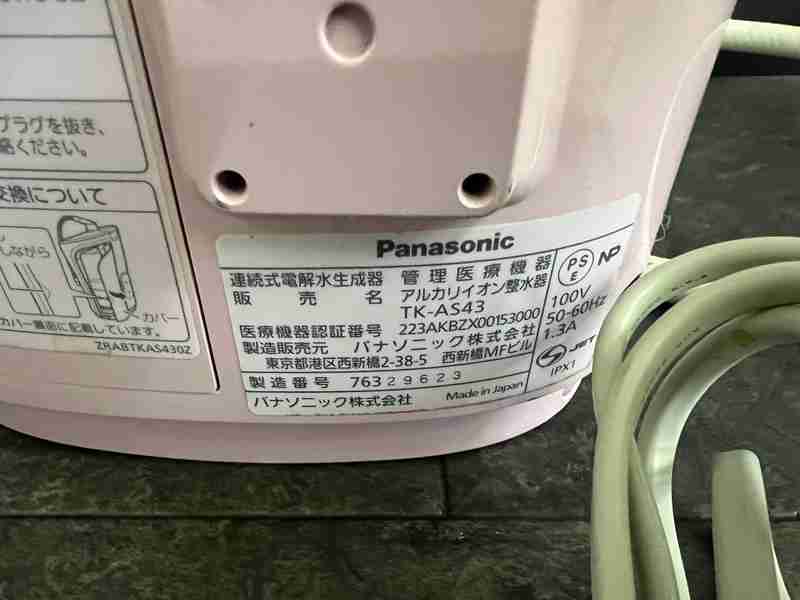 プラグを抜き、
ください。
交換について
しながら
カバー
カバー裏面に記載しています。
ZRABTKAS430Z
Panasonic
連続式電解水生成器 管理医療機器
販売名 アルカリイオン整水器
TK-AS43
医療機器認証番号 223AKBZX00153000
製造販売元 パナソニック株式会社
東京都港区西新橋2-38-5 西新橋MFビル
製造番号 76329623
パナソニック株式会社 Made in Japan
PS
E
NP
100V
50-60Hz
1.3A
JET
IPX1